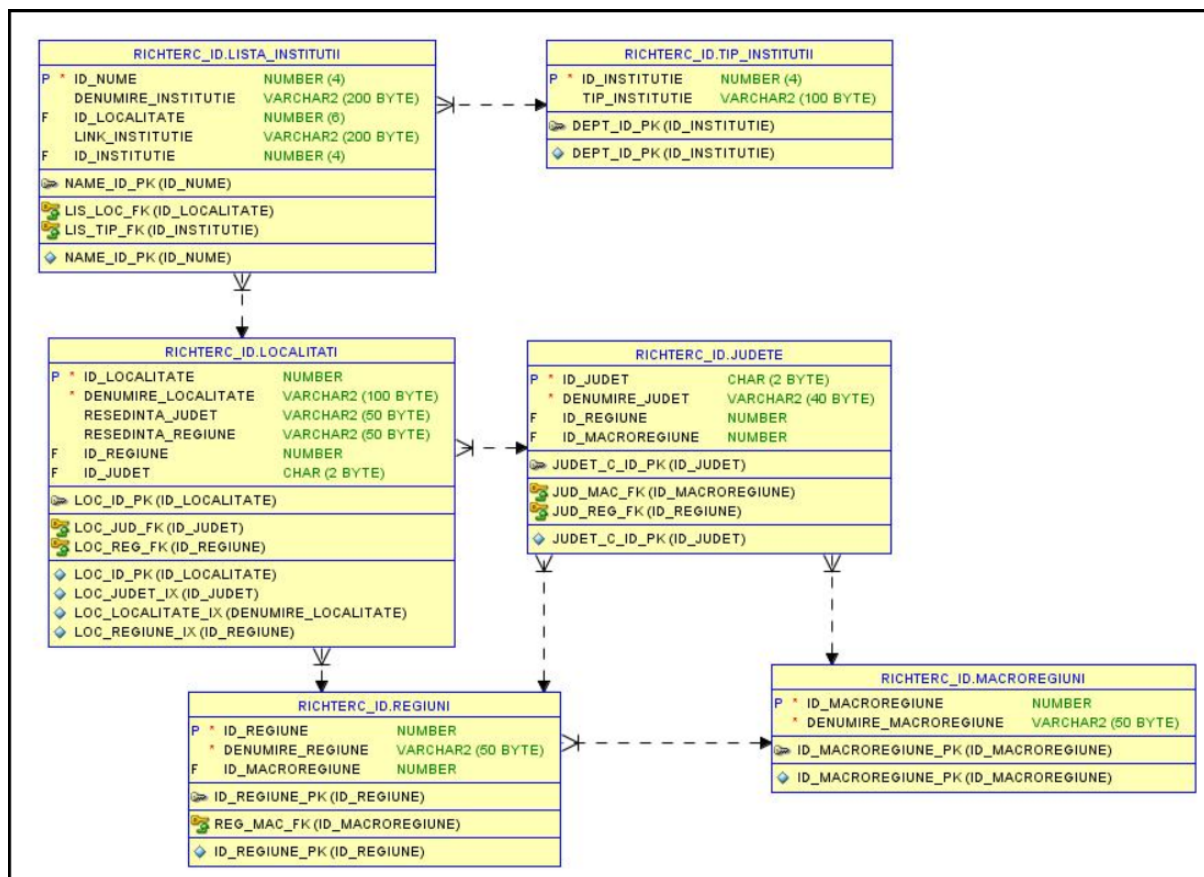 RICHTERC_ID.LISTA_INSTITUTII
P * ID_NUME NUMBER (4)
DENUMIRE_INSTITUTIE VARCHAR2 (200 BYTE)
F ID_LOCALITATE NUMBER (6)
LINK_INSTITUTIE VARCHAR2 (200 BYTE)
F ID_INSTITUTIE NUMBER (4)
NAME_ID_PK (ID_NUME)
LIS_LOC_FK (ID_LOCALITATE)
LIS_TIP_FK (ID_INSTITUTIE)
NAME_ID_PK (ID_NUME)
RICHTERC_ID.TIP_INSTITUTII
P * ID_INSTITUTIE NUMBER (4)
TIP_INSTITUTIE VARCHAR2 (100 BYTE)
DEPT_ID_PK (ID_INSTITUTIE)
DEPT_ID_PK (ID_INSTITUTIE)
RICHTERC_ID.LOCALITATI
P * ID_LOCALITATE NUMBER
* DENUMIRE_LOCALITATE VARCHAR2 (100 BYTE)
RESEDINTA_JUDET VARCHAR2 (50 BYTE)
RESEDINTA_REGIUNE VARCHAR2 (50 BYTE)
F ID_REGIUNE NUMBER
F ID_JUDET CHAR (2 BYTE)
LOC_ID_PK (ID_LOCALITATE)
LOC_JUD_FK (ID_JUDET)
LOC_REG_FK (ID_REGIUNE)
LOC_ID_PK (ID_LOCALITATE)
LOC_JUDET_IX (ID_JUDET)
LOC_LOCALITATE_IX (DENUMIRE_LOCALITATE)
LOC_REGIUNE_IX (ID_REGIUNE)
RICHTERC_ID.JUDETE
P * ID_JUDET CHAR (2 BYTE)
* DENUMIRE_JUDET VARCHAR2 (40 BYTE)
F ID_REGIUNE NUMBER
F ID_MACROREGIUNE NUMBER
JUDET_C_ID_PK (ID_JUDET)
JUD_MAC_FK (ID_MACROREGIUNE)
JUD_REG_FK (ID_REGIUNE)
JUDET_C_ID_PK (ID_JUDET)
RICHTERC_ID.REGIUNI
P * ID_REGIUNE NUMBER
* DENUMIRE_REGIUNE VARCHAR2 (50 BYTE)
F ID_MACROREGIUNE NUMBER
ID_REGIUNE_PK (ID_REGIUNE)
REG_MAC_FK (ID_MACROREGIUNE)
ID_REGIUNE_PK (ID_REGIUNE)
RICHTERC_ID.MACROREGIUNI
P * ID_MACROREGIUNE NUMBER
* DENUMIRE_MACROREGIUNE VARCHAR2 (50 BYTE)
ID_MACROREGIUNE_PK (ID_MACROREGIUNE)
ID_MACROREGIUNE_PK (ID_MACROREGIUNE)